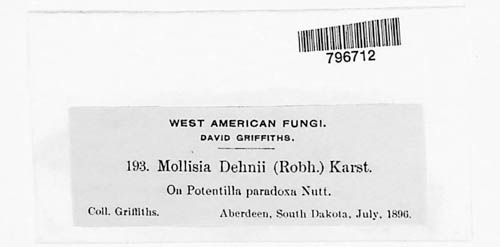 796712
WEST AMERICAN FUNGI.
DAVID GRIFFITHS.
193. Mollisia Dehnii (Robh.) Karst.
On Potentilla paradoxa Nutt.
Coll. Griffiths. Aberdeen, South Dakota, July, 1896.